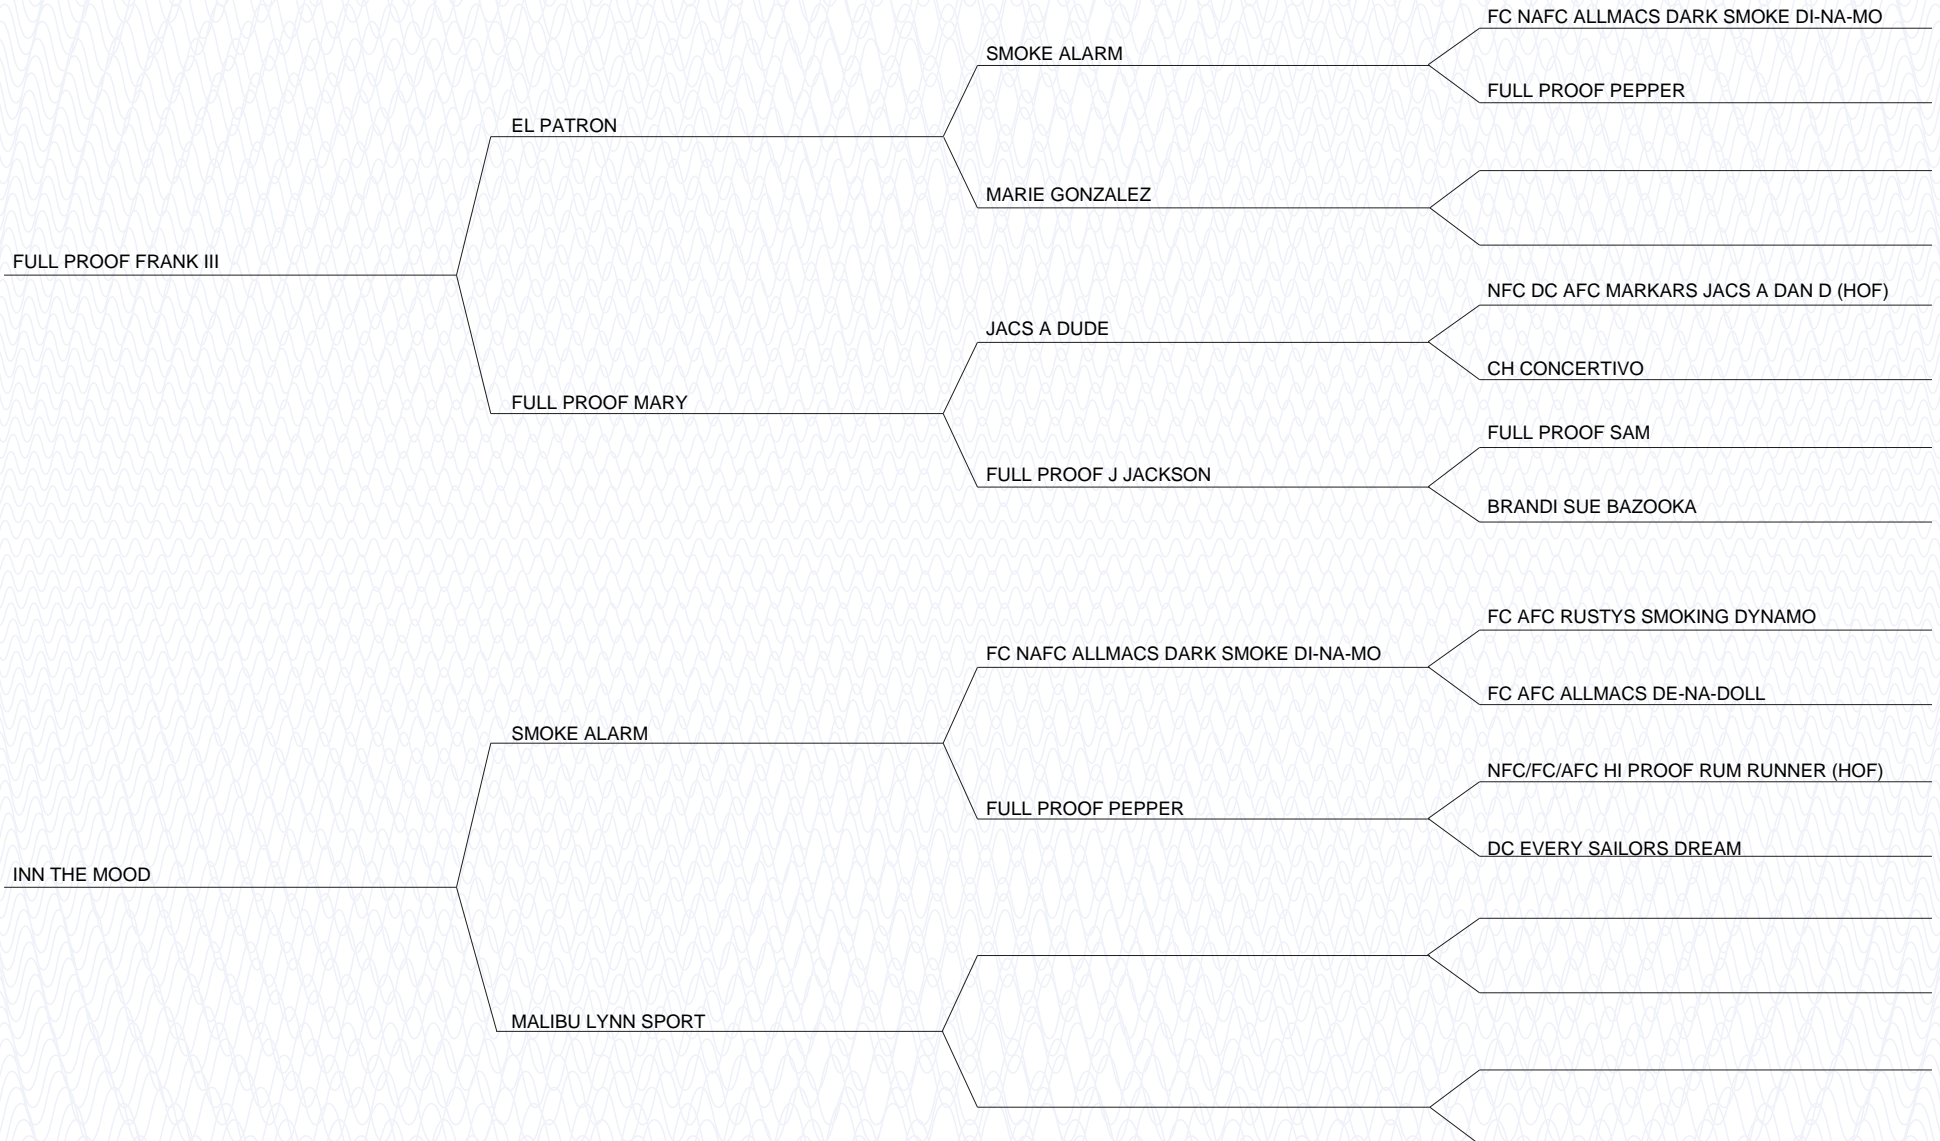 FC NAFC ALLMACS DARK SMOKE DI-NA-MO
SMOKE ALARM
FULL PROOF PEPPER
EL PATRON
MARIE GONZALEZ
FULL PROOF FRANK III
NFC DC AFC MARKARS JACS A DAN D (HOF)
JACS A DUDE
CH CONCERTIVO
FULL PROOF MARY
FULL PROOF SAM
FULL PROOF J JACKSON
BRANDI SUE BAZOOKA
FC AFC RUSTYS SMOKING DYNAMO
FC NAFC ALLMACS DARK SMOKE DI-NA-MO
FC AFC ALLMACS DE-NA-DOLL
SMOKE ALARM
NFC/FC/AFC HI PROOF RUM RUNNER (HOF)
FULL PROOF PEPPER
DC EVERY SAILORS DREAM
INN THE MOOD
MALIBU LYNN SPORT